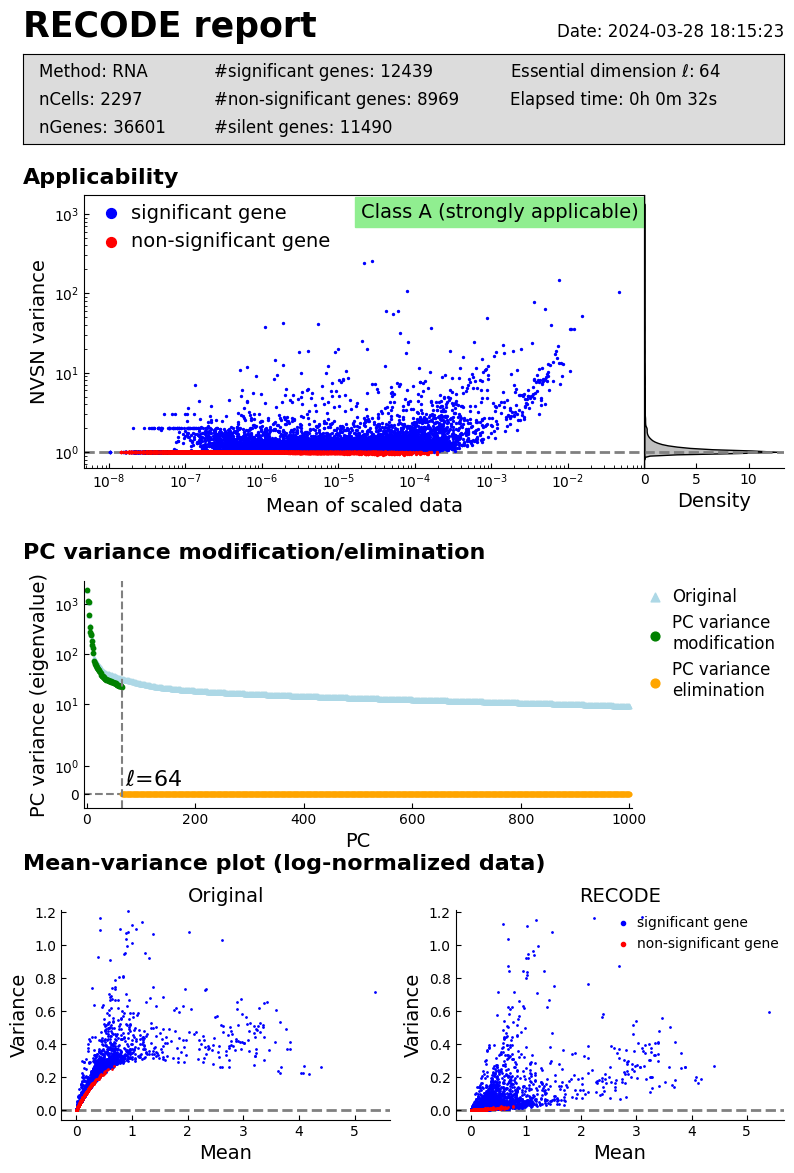 RECODE report
Date: 2024-03-28 18:15:23
Method: RNA #significant genes: 12439 Essential dimension ℓ: 64
nCells: 2297 #non-significant genes: 8969 Elapsed time: 0h 0m 32s
nGenes: 36601 #silent genes: 11490
Applicability
significant gene
non-significant gene
Class A (strongly applicable)
NVSN variance
10³
10²
10¹
10⁰
10⁻⁸ 10⁻⁷ 10⁻⁶ 10⁻⁵ 10⁻⁴ 10⁻³ 10⁻²
Mean of scaled data
0 5 10
Density
PC variance modification/elimination
PC variance (eigenvalue)
10³
10²
10¹
10⁰
0
ℓ=64
0 200 400 600 800 1000
PC
Original
PC variance
modification
PC variance
elimination
Mean-variance plot (log-normalized data)
Original
Variance
1.2
1.0
0.8
0.6
0.4
0.2
0.0
0 1 2 3 4 5
Mean
RECODE
significant gene
non-significant gene
Variance
1.2
1.0
0.8
0.6
0.4
0.2
0.0
0 1 2 3 4 5
Mean